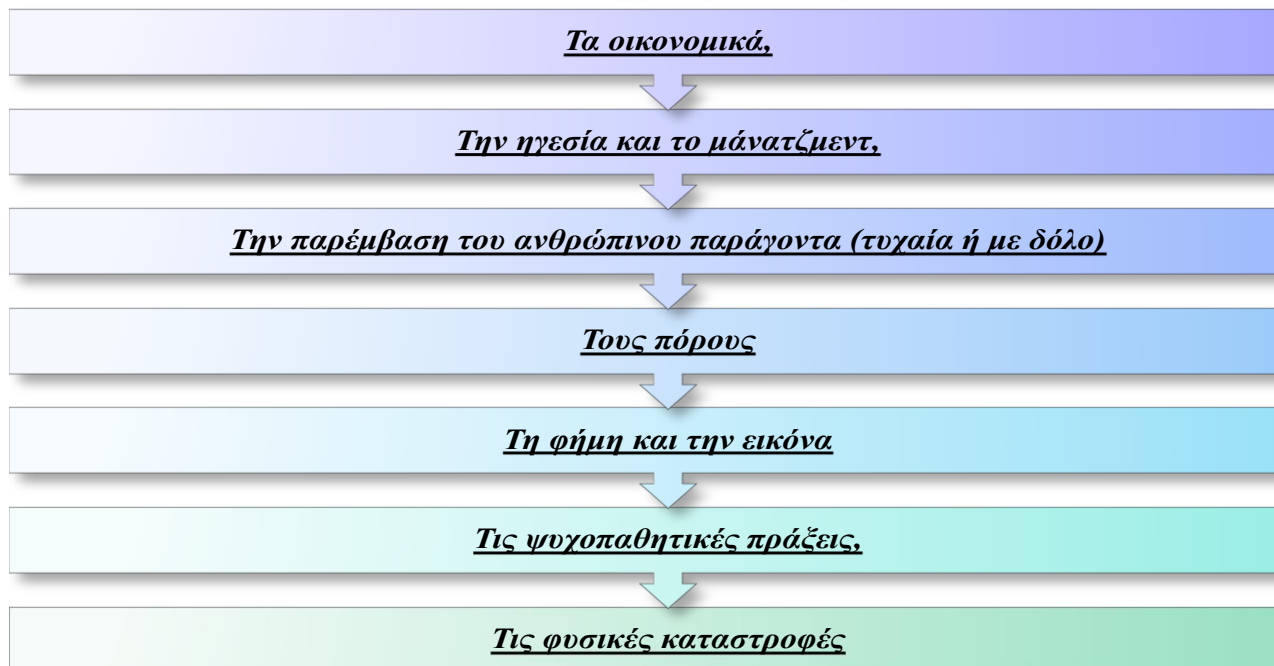 Τα οικονομικά,
Την ηγεσία και το μάνατζμεντ,
Την παρέμβαση του ανθρώπινου παράγοντα (τυχαία ή με δόλο)
Τους πόρους
Τη φήμη και την εικόνα
Τις ψυχοπαθητικές πράξεις,
Τις φυσικές καταστροφές